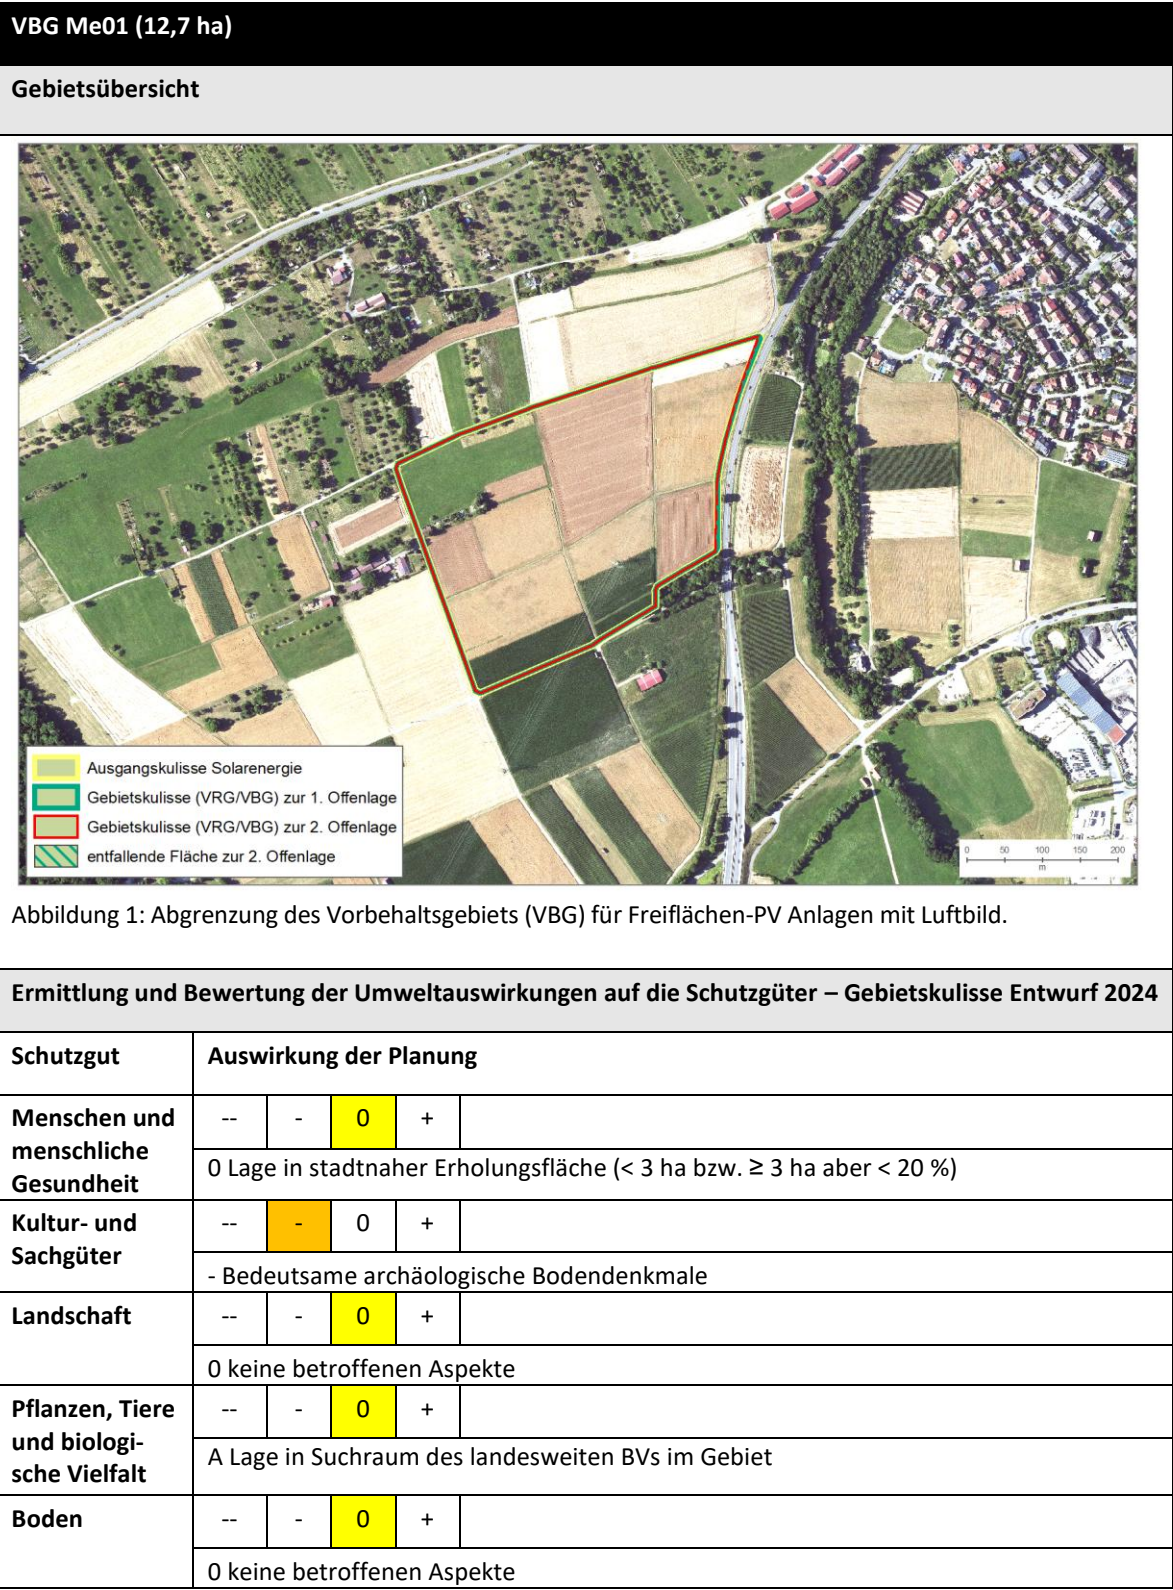 VBG Me01 (12,7 ha)
Gebietsübersicht
Ausgangskulisse Solarenergie
Gebietskulisse (VRG/VBG) zur 1. Offenlage
Gebietskulisse (VRG/VBG) zur 2. Offenlage
entfallende Fläche zur 2. Offenlage
0 50 100 150 200
m
Abbildung 1: Abgrenzung des Vorbehaltsgebiets (VBG) für Freiflächen-PV Anlagen mit Luftbild.
Ermittlung und Bewertung der Umweltauswirkungen auf die Schutzgüter – Gebietskulisse Entwurf 2024
Schutzgut Auswirkung der Planung
Menschen und
menschliche
Gesundheit
-- - 0 +
0 Lage in stadtnaher Erholungsfläche (< 3 ha bzw. ≥ 3 ha aber < 20 %)
Kultur- und
Sachgüter
-- - 0 +
- Bedeutsame archäologische Bodendenkmale
Landschaft
-- - 0 +
0 keine betroffenen Aspekte
Pflanzen, Tiere
und biologi-
sche Vielfalt
-- - 0 +
A Lage in Suchraum des landesweiten BVs im Gebiet
Boden
-- - 0 +
0 keine betroffenen Aspekte